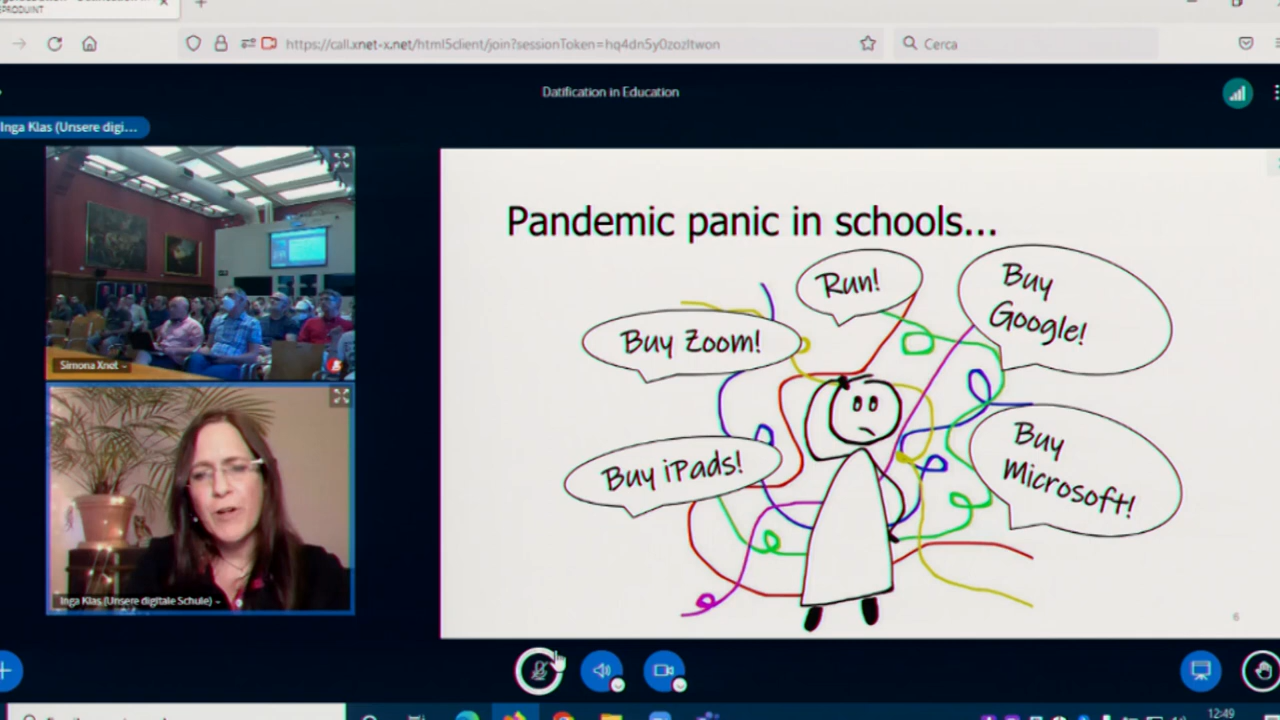 PRODUINT
https://call.xnet-x.net/html5client/join?sessionToken=hq4dn5y0zozltwon
Cerca
Datification in Education
Inga Klas (Unsere digi...
Simona Xnet
Inga Klas (Unsere digitale Schule)
Pandemic panic in schools...
Run!
Buy
Google!
Buy Zoom!
Buy iPads!
Buy
Microsoft!
6
12:49